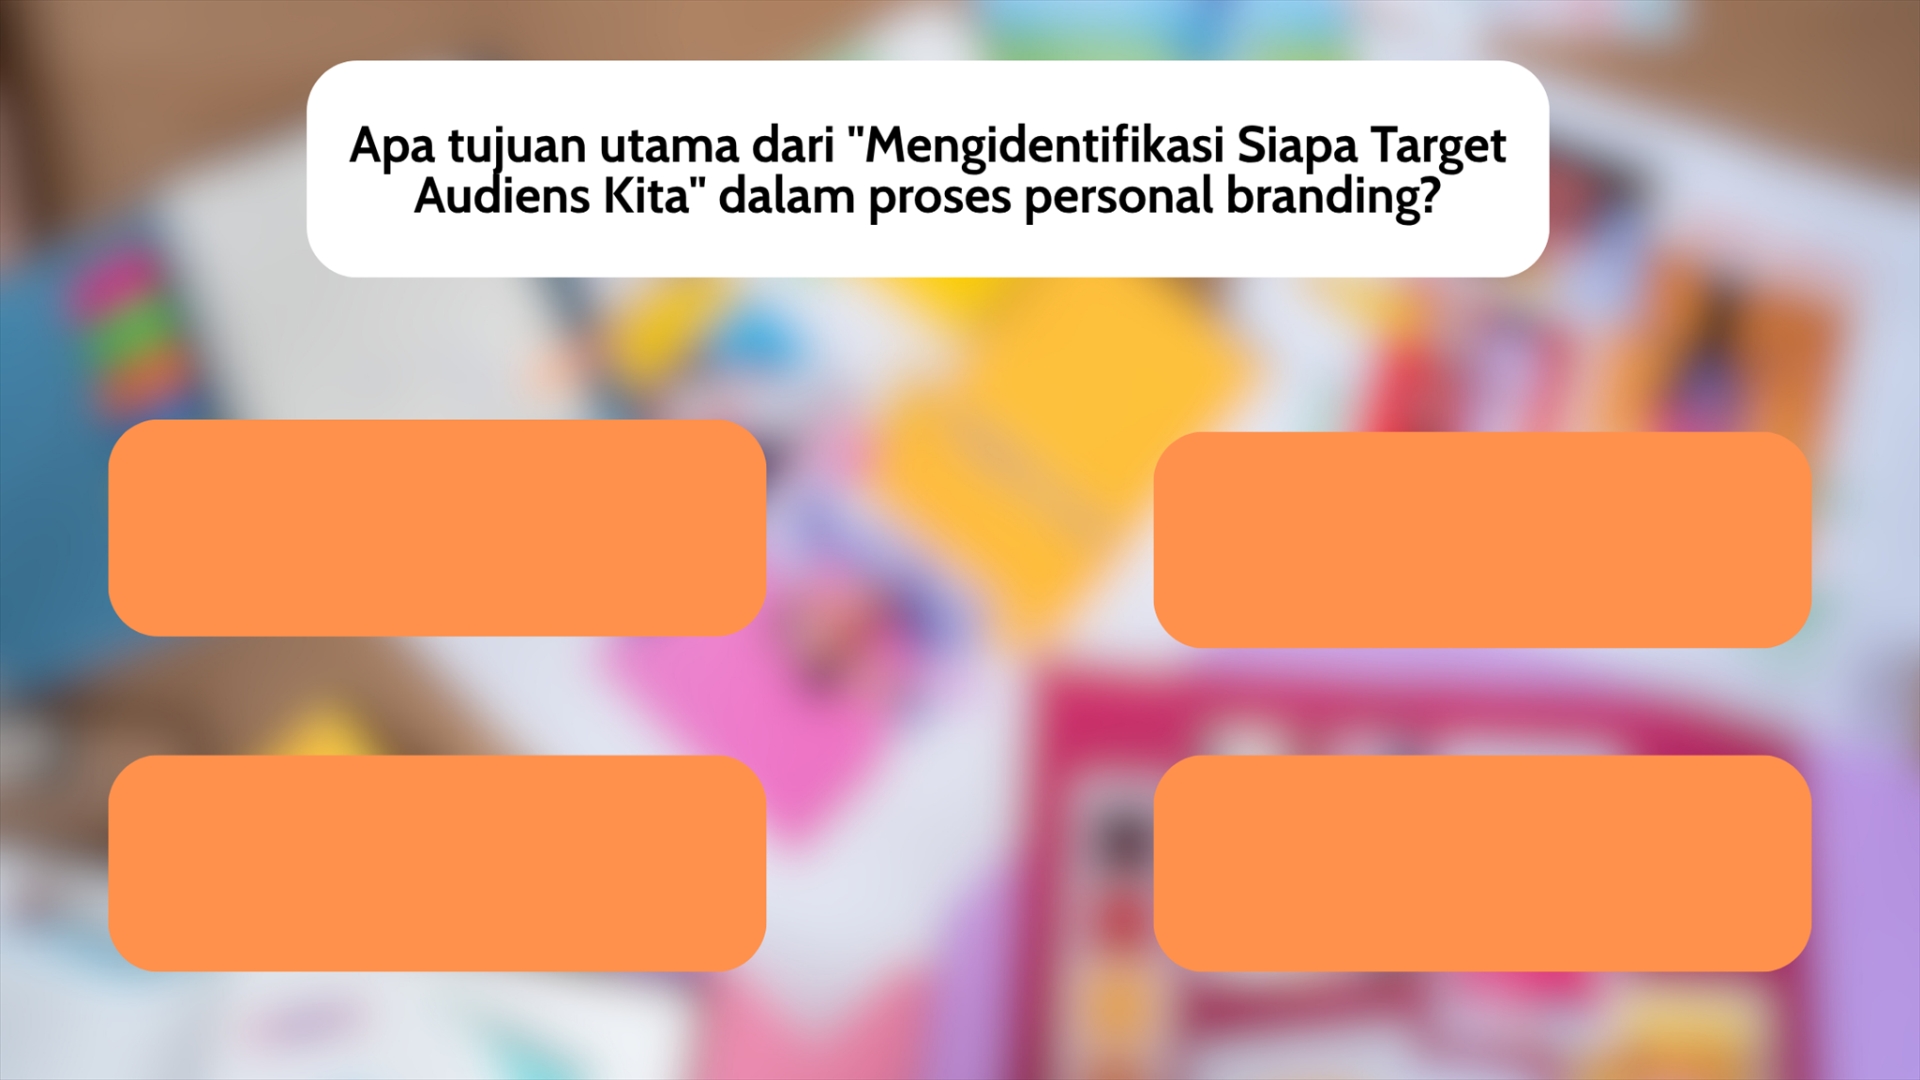 Apa tujuan utama dari "Mengidentifikasi Siapa Target
Audiens Kita" dalam proses personal branding?